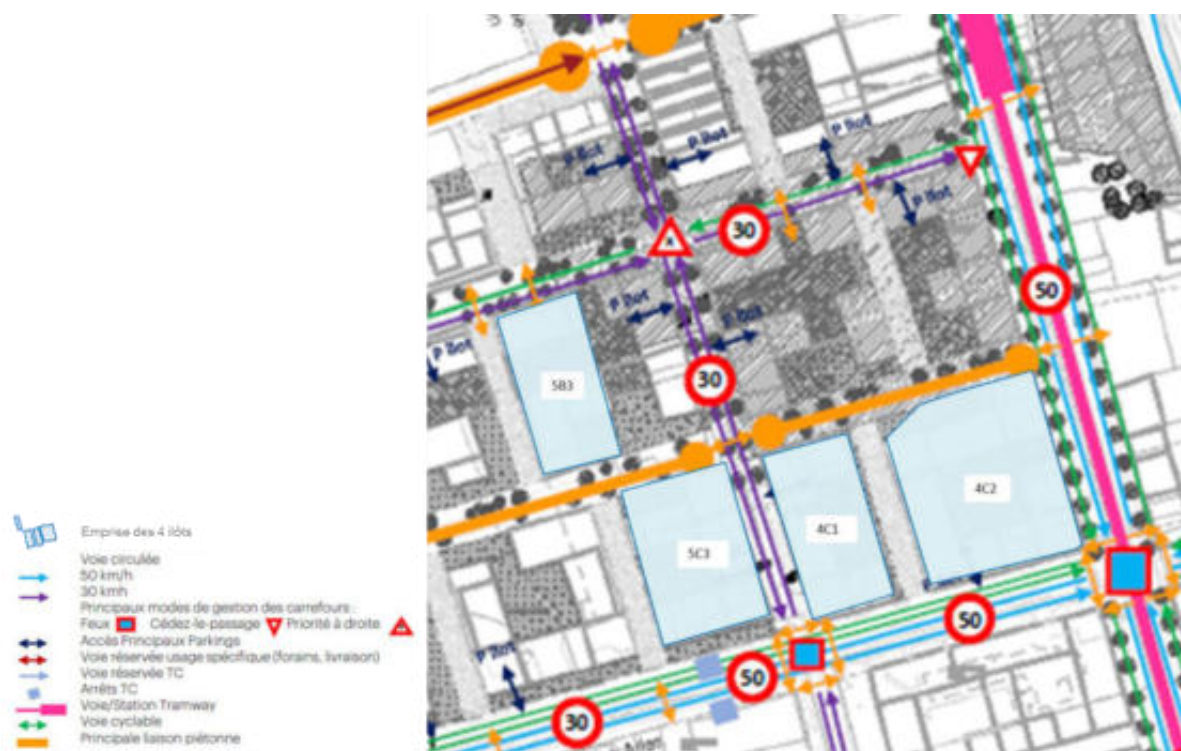 P îlot
P îlot
P îlot
P îlot
30
50
P îlot
P îlot
P îlot
30
5B3
4C2
4C1
5C3
50
P îlot
50
30
Allan
Emprise des 4 ilôts
Voie circulée
50 km/h
30 kmh
Principaux modes de gestion des carrefours :
Feux Cédez-le-passage Priorité à droite
Accès Principaux Parkings
Voie réservée usage spécifique (forains, livraison)
Voie réservée TC
Arrêts TC
Voie/Station Tramway
Voie cyclable
Principale liaison piétonne